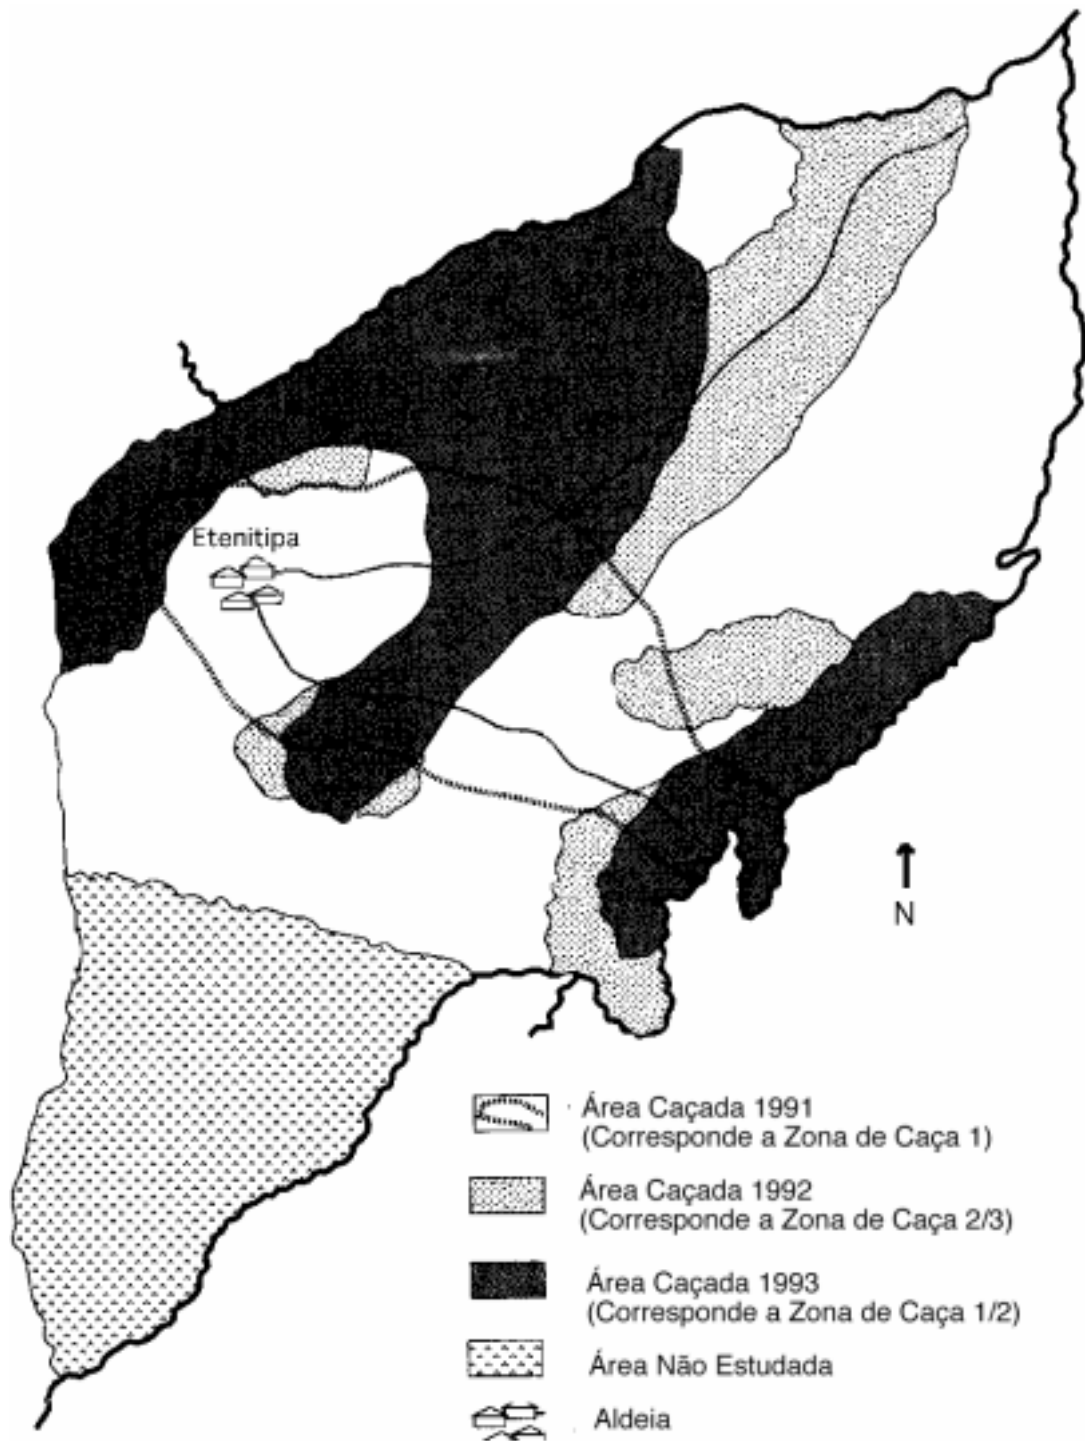 Etenitipa
N
Área Caçada 1991
(Corresponde a Zona de Caça 1)
Área Caçada 1992
(Corresponde a Zona de Caça 2/3)
Área Caçada 1993
(Corresponde a Zona de Caça 1/2)
Área Não Estudada
Aldeia